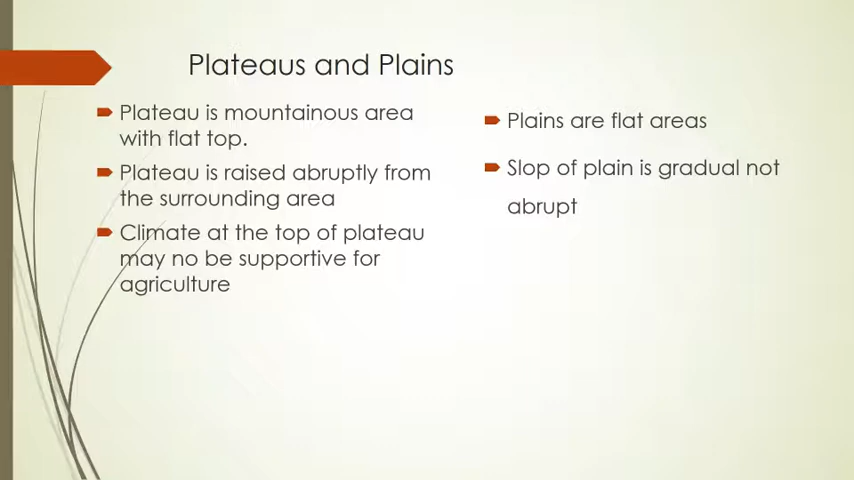 Plateaus and Plains
Plateau is mountainous area
with flat top.
Plateau is raised abruptly from
the surrounding area
Climate at the top of plateau
may no be supportive for
agriculture
Plains are flat areas
Slop of plain is gradual not
abrupt